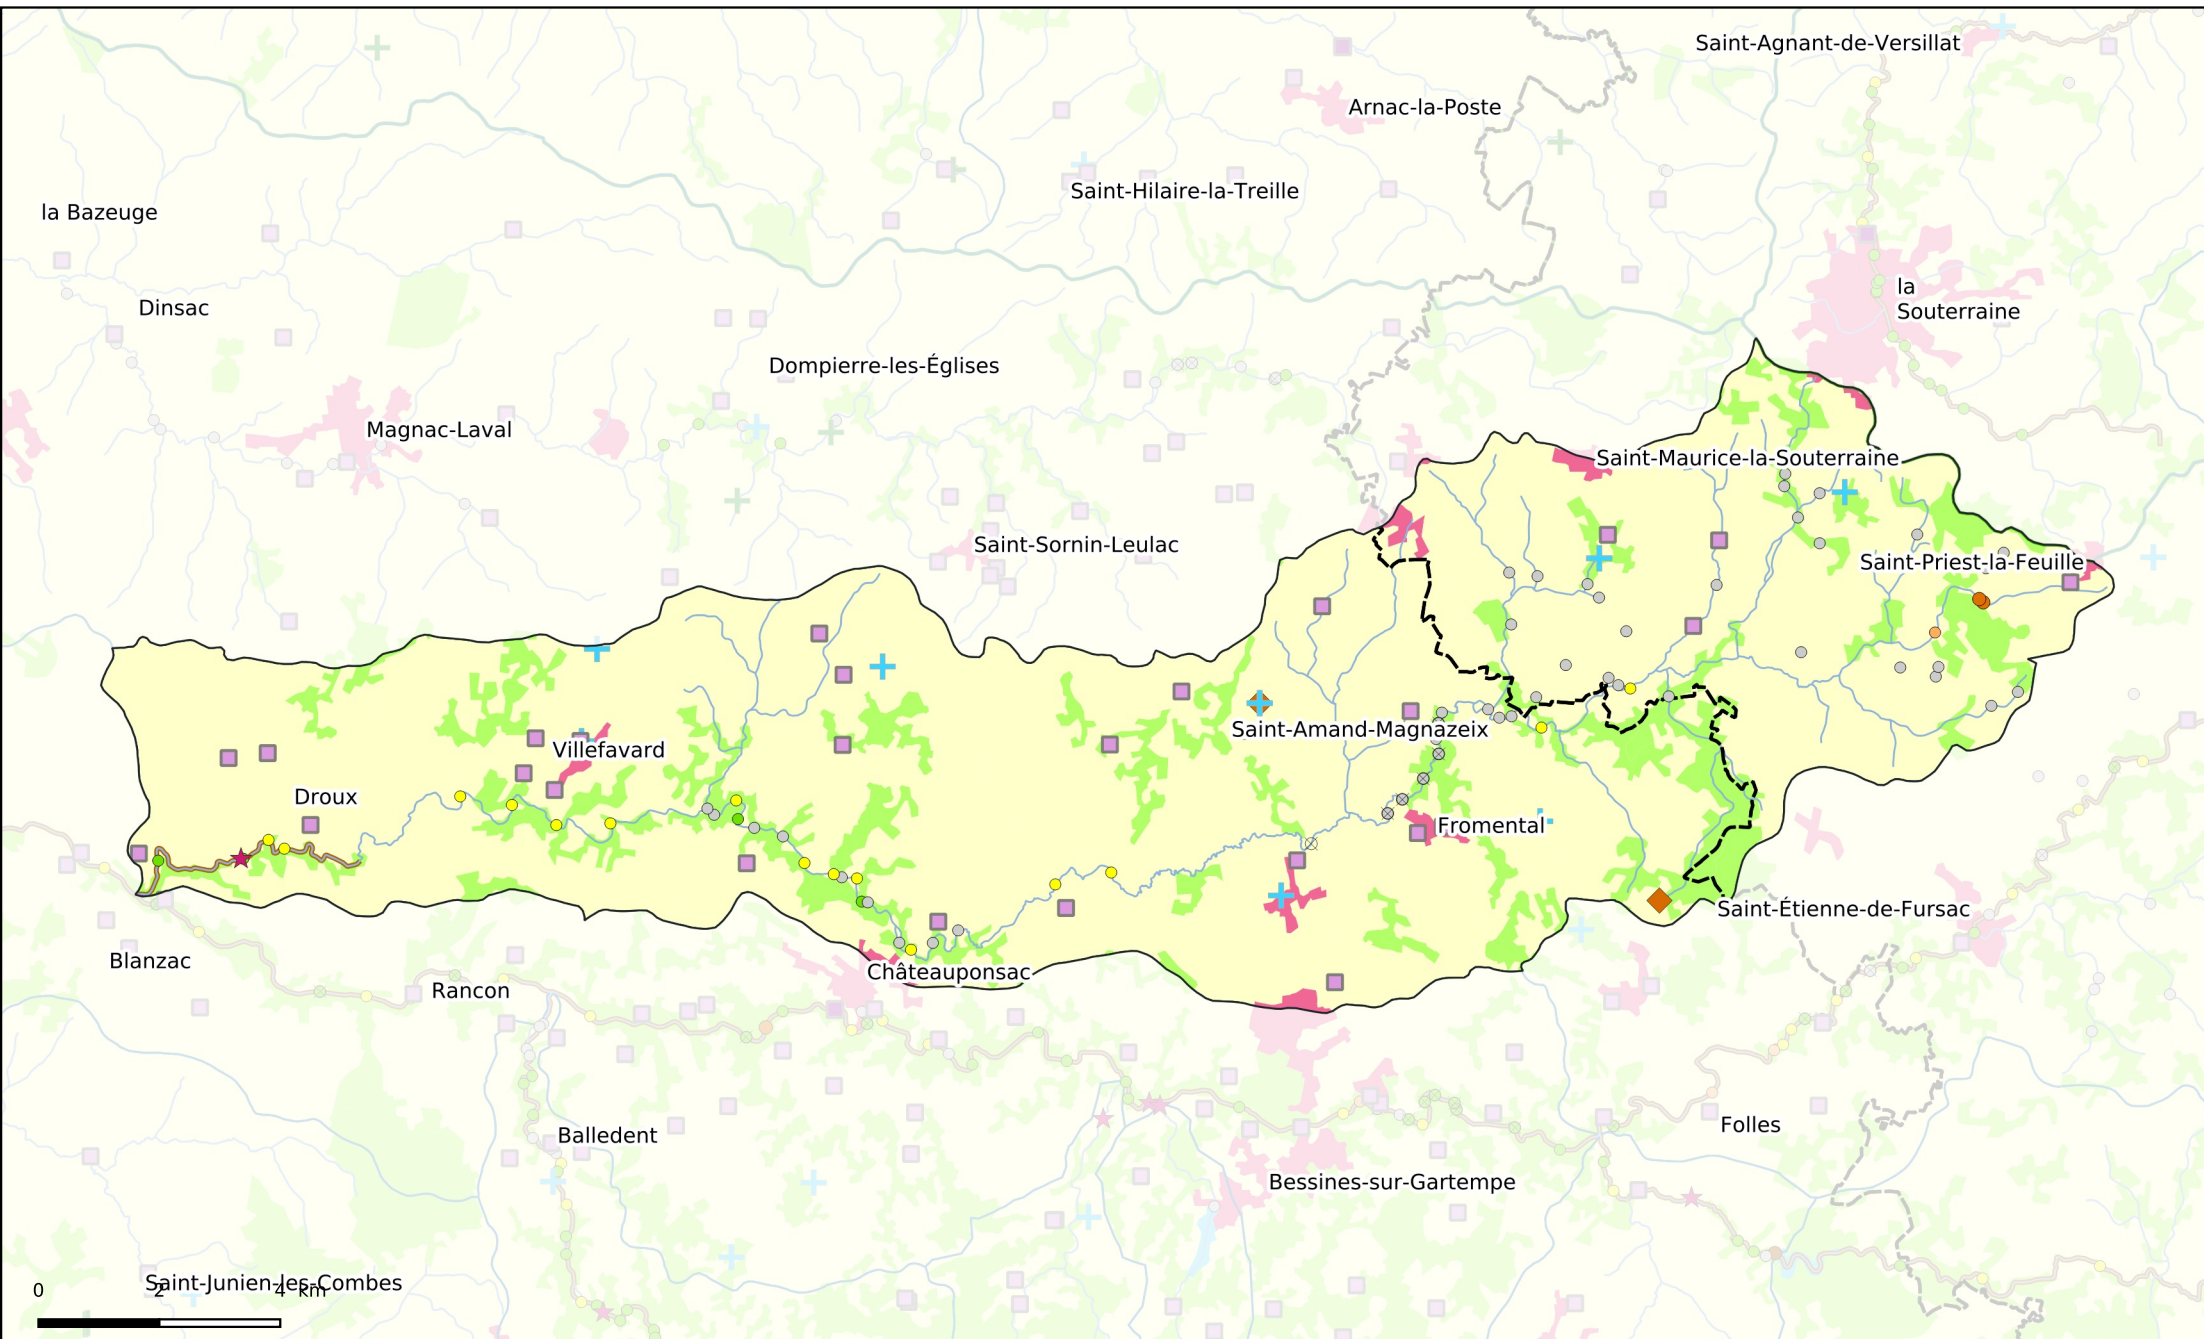 Saint-Agnant-de-Versillat
Arnac-la-Poste
Saint-Hilaire-la-Treille
la Bazeuge
la
Souterraine
Dinsac
Dompierre-les-Églises
Magnac-Laval
Saint-Maurice-la-Souterraine
Saint-Sornin-Leulac
Saint-Priest-la-Feuille
Saint-Amand-Magnazeix
Villefavard
Droux
Fromental
Saint-Étienne-de-Fursac
Blanzac
Châteauponsac
Rancon
Folles
Balledent
Bessines-sur-Gartempe
Saint-Junien-les-Combes
0 2 4 km